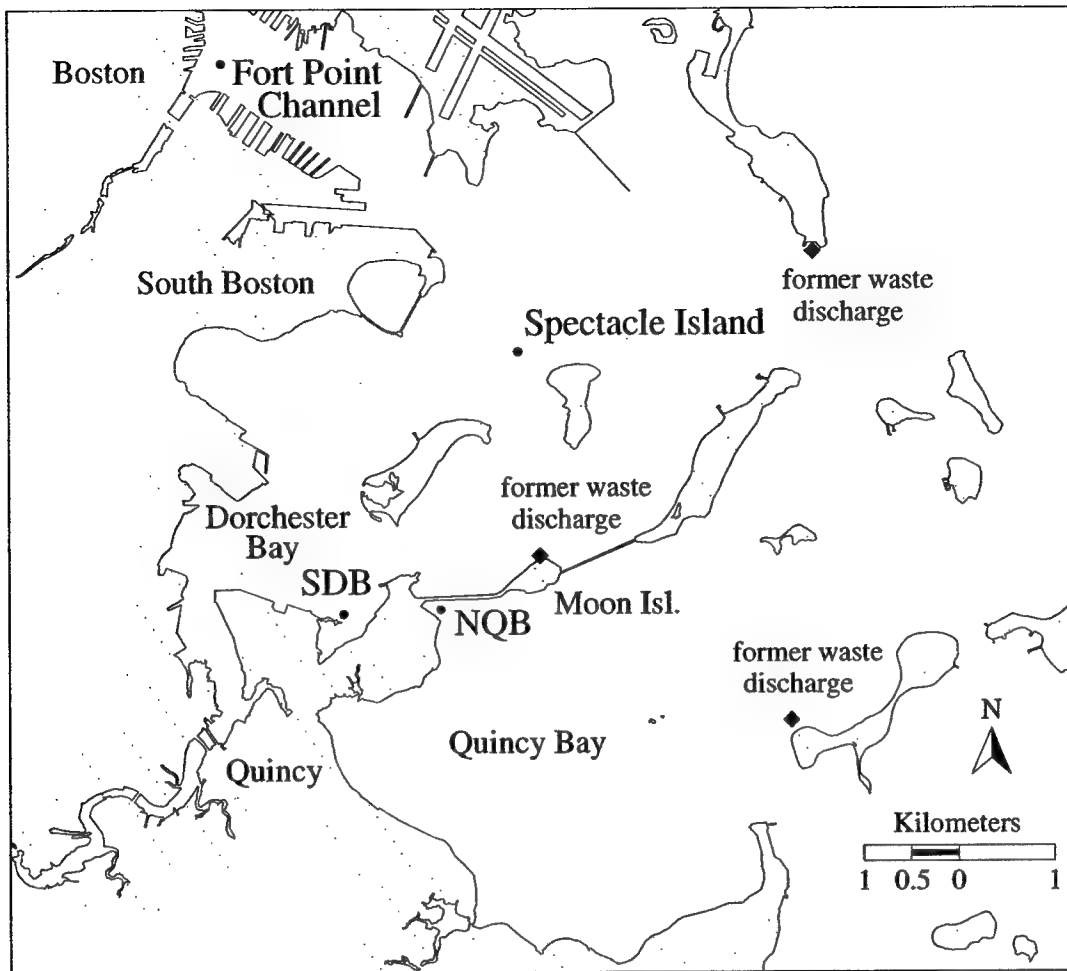 Boston
Fort Point
Channel
South Boston
former waste
discharge
Spectacle Island
former waste
discharge
Dorchester
Bay
SDB
NQB
Moon Isl.
former waste
discharge
N
Quincy Bay
Quincy
Kilometers
1 0.5 0 1